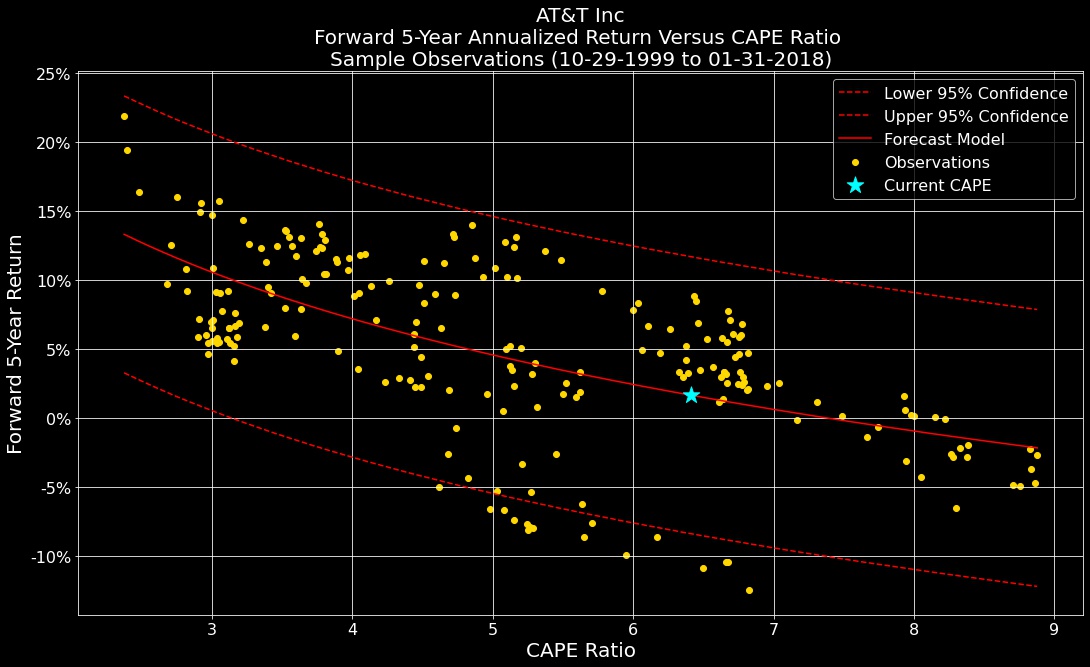 AT&T Inc
Forward 5-Year Annualized Return Versus CAPE Ratio
Sample Observations (10-29-1999 to 01-31-2018)
25%
20%
15%
10%
5%
0%
-5%
-10%
Forward 5-Year Return
Lower 95% Confidence
Upper 95% Confidence
Forecast Model
Observations
Current CAPE
3 4 5 6 7 8 9
CAPE Ratio